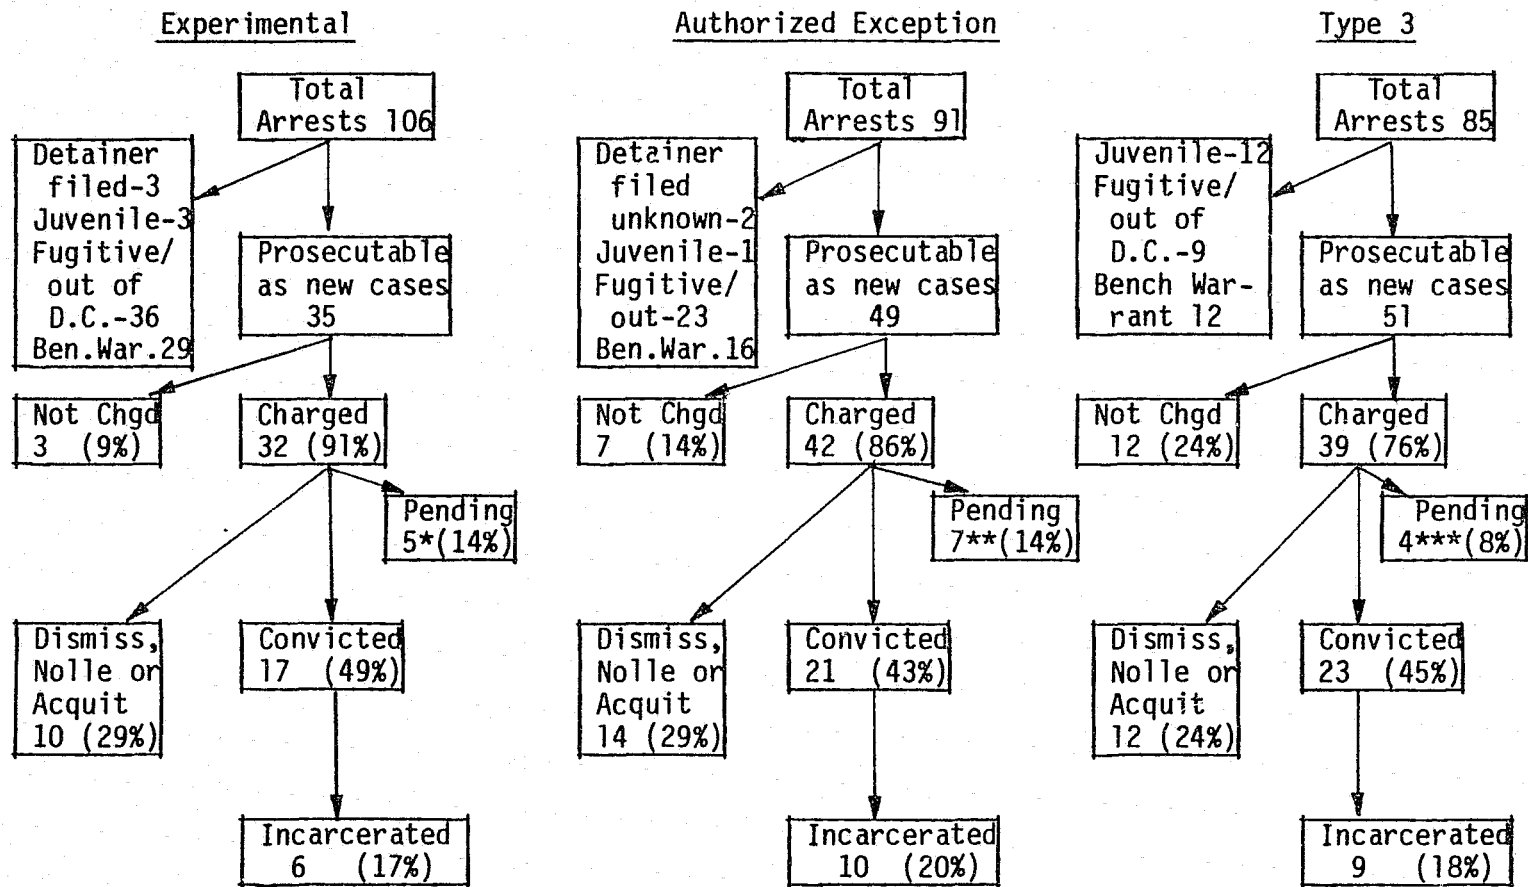 Experimental
Total
Arrests 106
Detainer
filed-3
Juvenile-3
Fugitive/
out of
D.C.-36
Ben.War.29
Prosecutable
as new cases
35
Not Chgd
3 (9%)
Charged
32 (91%)
Pending
5*(14%)
Dismiss,
Nolle or
Acquit
10 (29%)
Convicted
17 (49%)
Incarcerated
6 (17%)
Authorized Exception
Total
Arrests 91
Detainer
filed
unknown-2
Juvenile-1
Fugitive/
out-23
Ben.War.16
Prosecutable
as new cases
49
Not Chgd
7 (14%)
Charged
42 (86%)
Pending
7**(14%)
Dismiss,
Nolle or
Acquit
14 (29%)
Convicted
21 (43%)
Incarcerated
10 (20%)
Type 3
Total
Arrests 85
Juvenile-12
Fugitive/
out of
D.C.-9
Bench War-
rant 12
Prosecutable
as new cases
51
Not Chgd
12 (24%)
Charged
39 (76%)
Pending
4***(8%)
Dismiss,
Nolle or
Acquit
12 (24%)
Convicted
23 (45%)
Incarcerated
9 (18%)